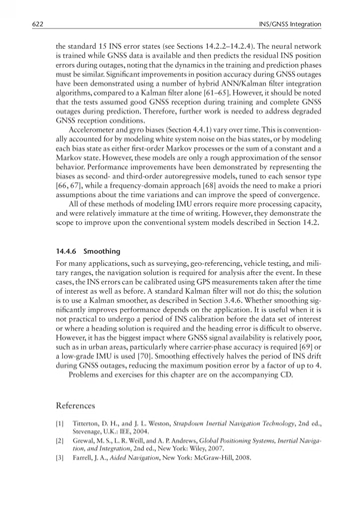 622 INS/GNSS Integration
the standard 15 INS error states (see Sections 14.2.2–14.2.4). The neural network
is trained while GNSS data is available and then predicts the residual INS position
errors during outages, noting that the dynamics in the training and prediction phases
must be similar. Significant improvements in position accuracy during GNSS outages
have been demonstrated using a number of hybrid ANN/Kalman filter integration
algorithms, compared to a Kalman filter alone [61–65]. However, it should be noted
that the tests assumed good GNSS reception during training and complete GNSS
outages during prediction. Therefore, further work is needed to address degraded
GNSS reception conditions.
Accelerometer and gyro biases (Section 4.4.1) vary over time. This is convention-
ally accounted for by modeling white system noise on the bias states, or by modeling
each bias state as either first-order Markov processes or the sum of a constant and a
Markov state. However, these models are only a rough approximation of the sensor
behavior. Performance improvements have been demonstrated by representing the
biases as second- and third-order autoregressive models, tuned to each sensor type
[66, 67], while a frequency-domain approach [68] avoids the need to make a priori
assumptions about the time variations and can improve the speed of convergence.
All of these methods of modeling IMU errors require more processing capacity,
and were relatively immature at the time of writing. However, they demonstrate the
scope to improve upon the conventional system models described in Section 14.2.
14.4.6 Smoothing
For many applications, such as surveying, geo-referencing, vehicle testing, and mili-
tary ranges, the navigation solution is required for analysis after the event. In these
cases, the INS errors can be calibrated using GPS measurements taken after the time
of interest as well as before. A standard Kalman filter will not do this; the solution
is to use a Kalman smoother, as described in Section 3.4.6. Whether smoothing sig-
nificantly improves performance depends on the application. It is useful when it is
not practical to undergo a period of INS calibration before the data set of interest
or where a heading solution is required and the heading error is difficult to observe.
However, it has the biggest impact where GNSS signal availability is relatively poor,
such as in urban areas, particularly where carrier-phase accuracy is required [69] or
a low-grade IMU is used [70]. Smoothing effectively halves the period of INS drift
during GNSS outages, reducing the maximum position error by a factor of up to 4.
Problems and exercises for this chapter are on the accompanying CD.
References
[1] Titterton, D. H., and J. L. Weston, Strapdown Inertial Navigation Technology, 2nd ed.,
Stevenage, U.K.: IEE, 2004.
[2] Grewal, M. S., L. R. Weill, and A. P. Andrews, Global Positioning Systems, Inertial Naviga-
tion, and Integration, 2nd ed., New York: Wiley, 2007.
[3] Farrell, J. A., Aided Navigation, New York: McGraw-Hill, 2008.